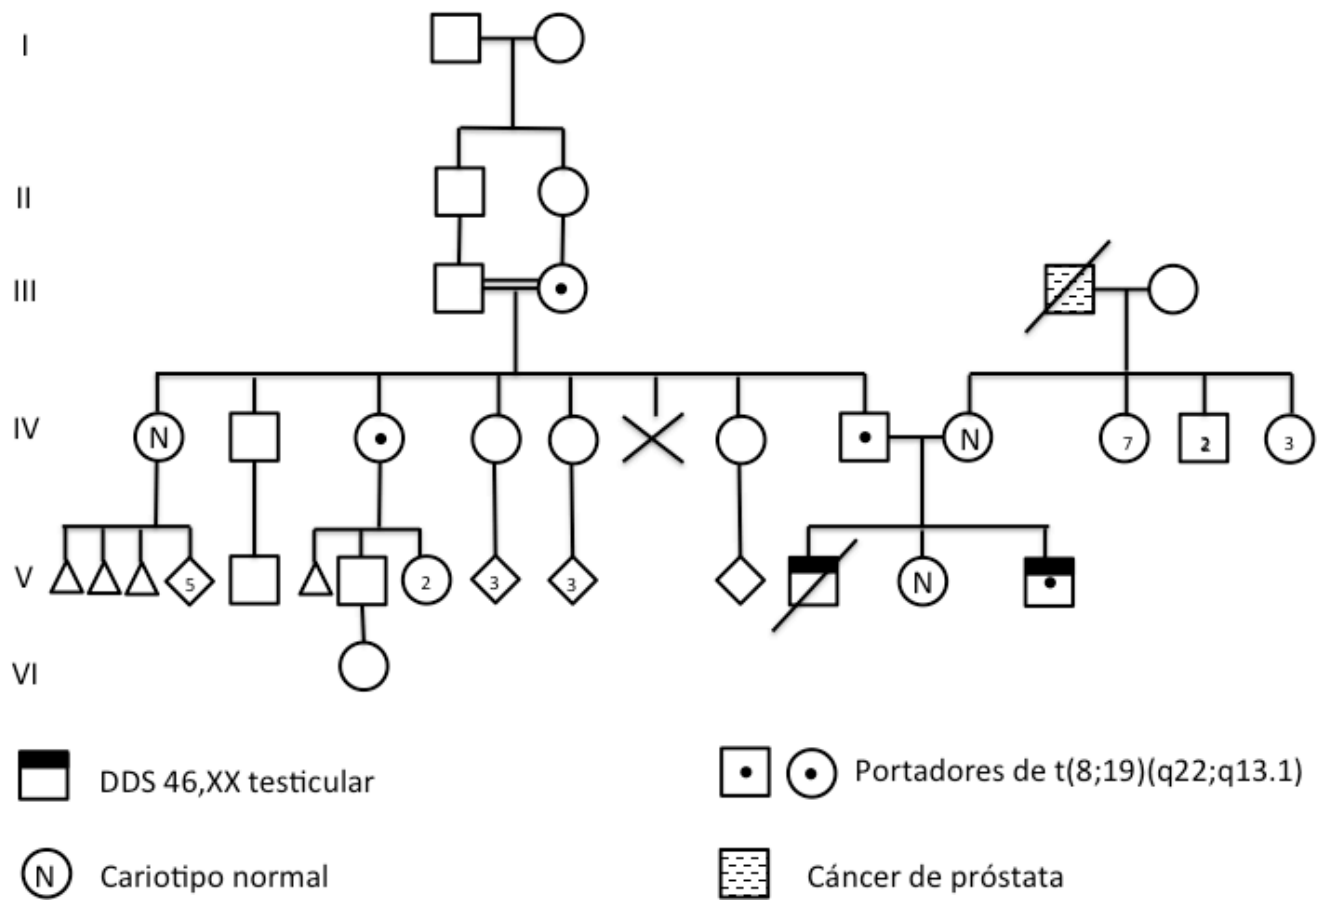 I
II
III
IV N N 7 2 3
V 5 2 3 3 N
VI
DDS 46,XX testicular
Portadores de t(8;19)(q22;q13.1)
N Cariotipo normal
Cáncer de próstata